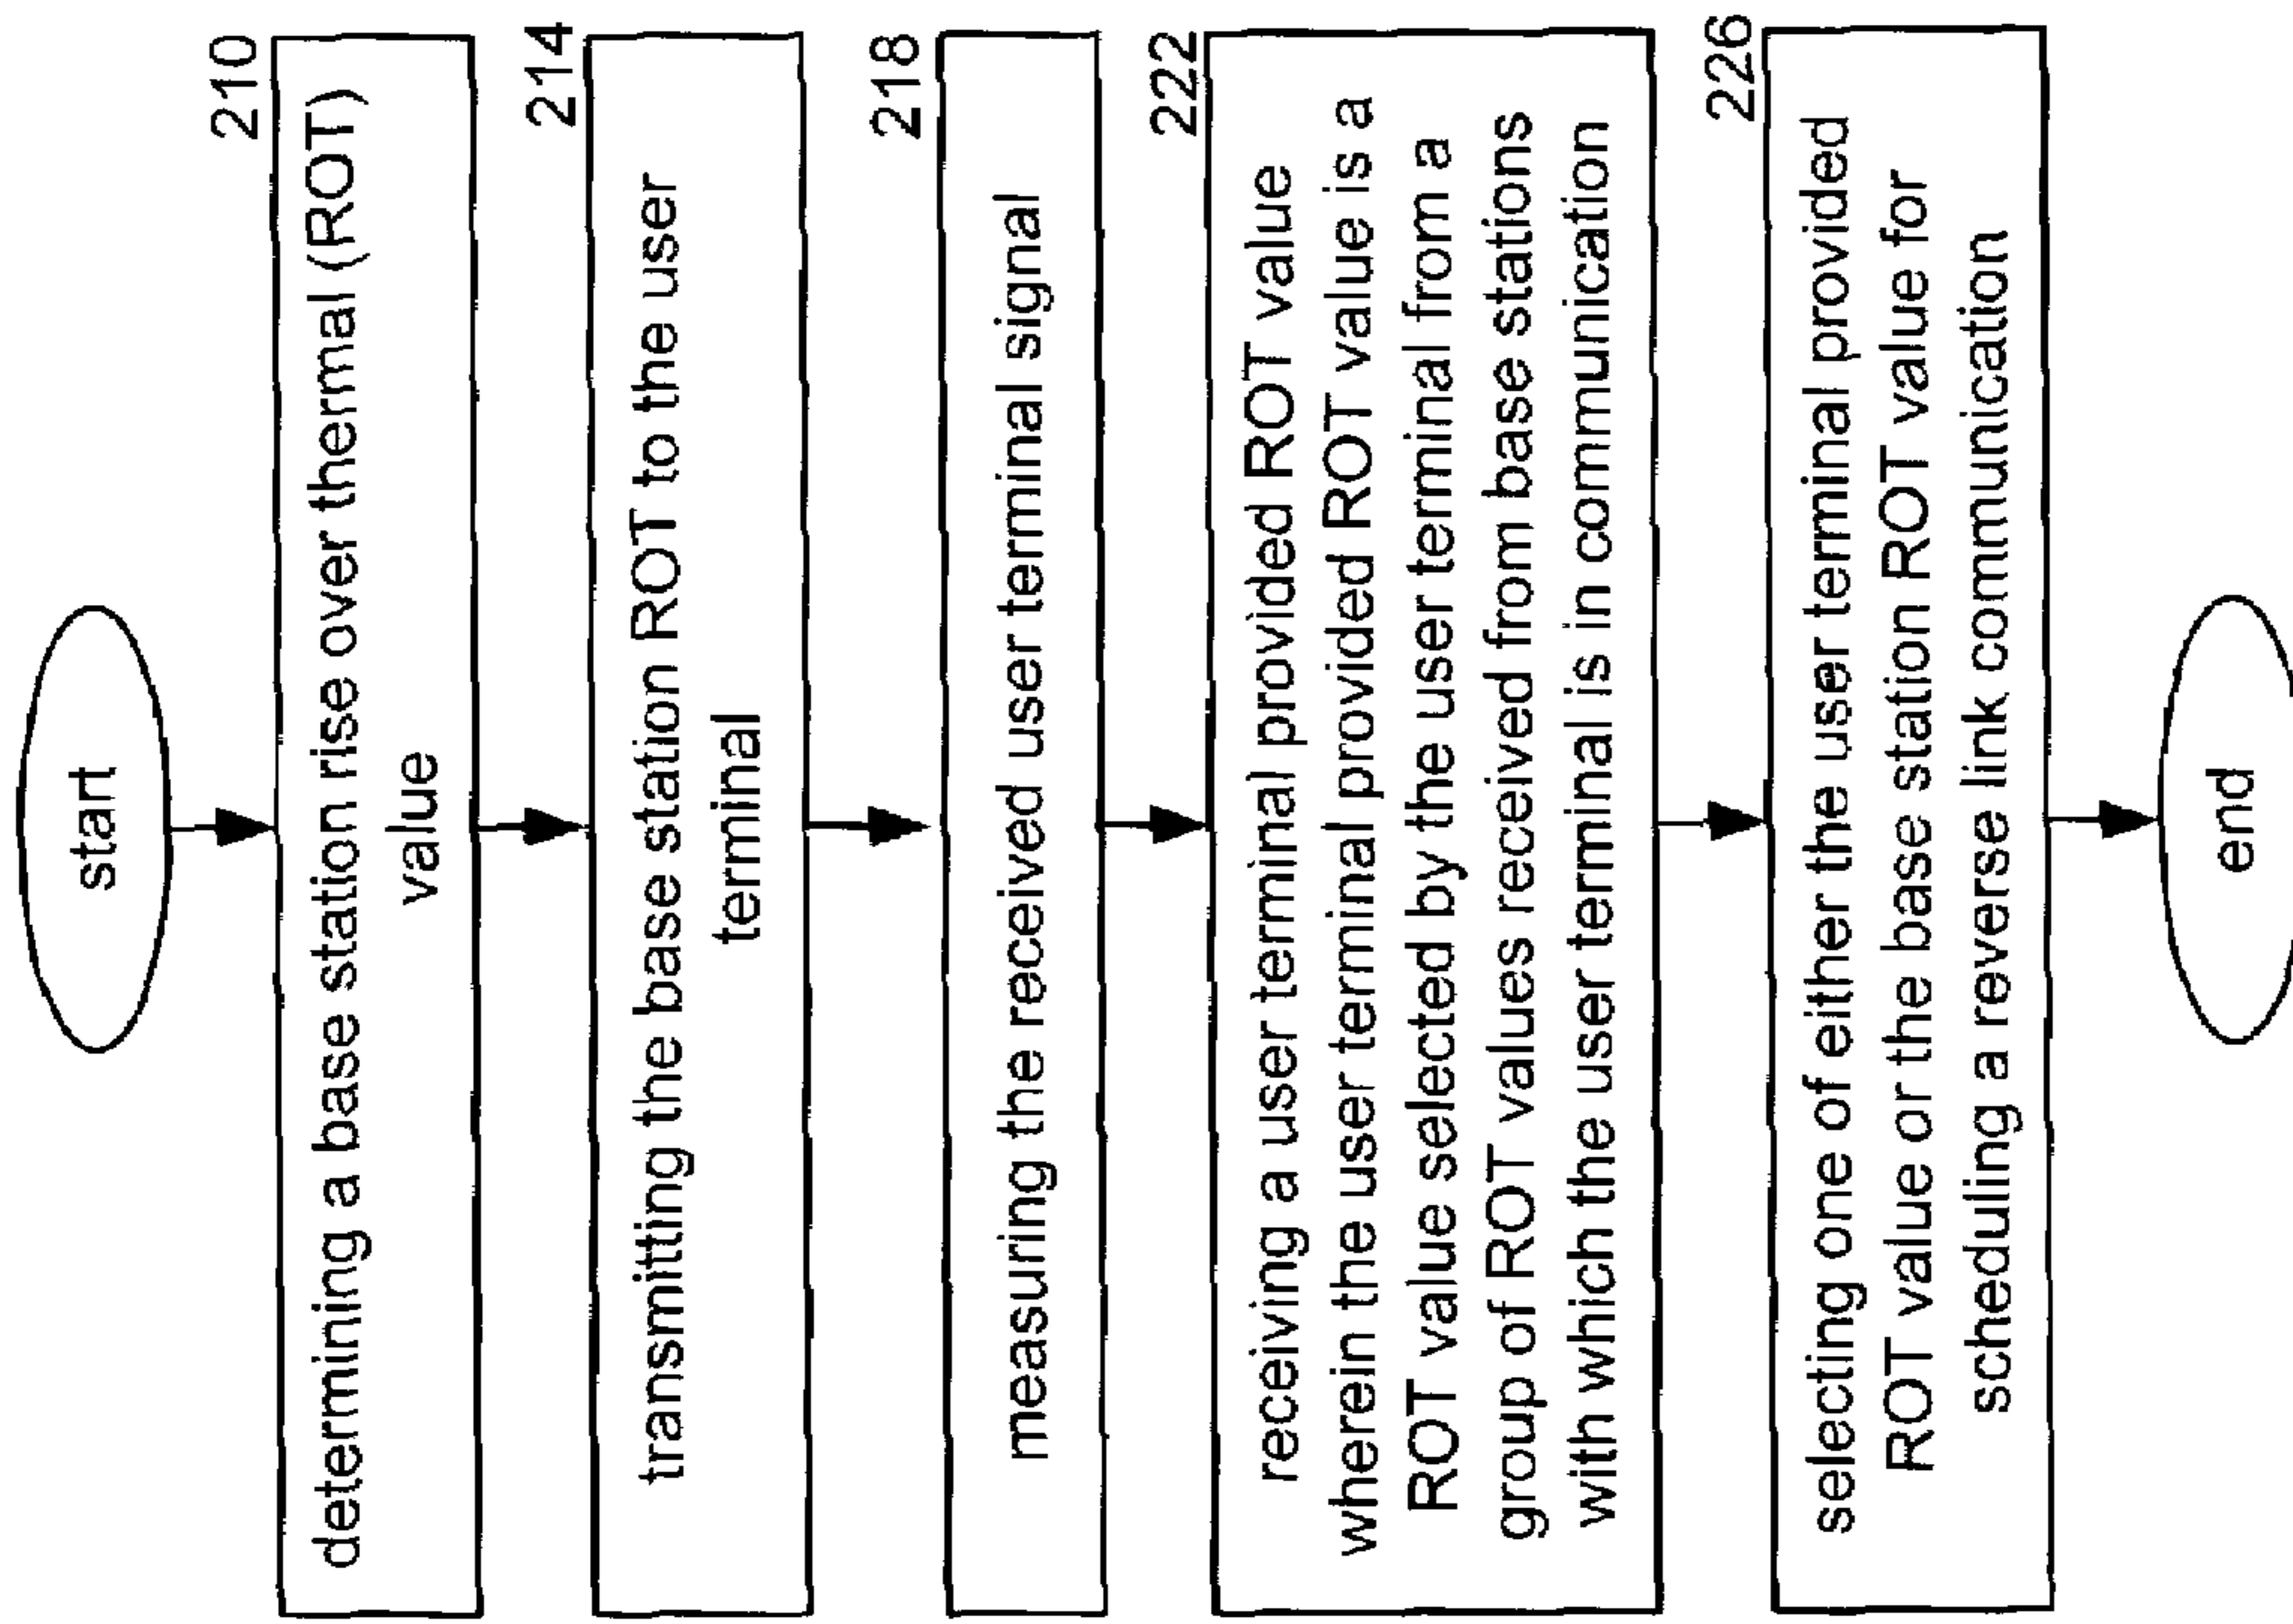 start
210
determining a base station rise over thermal (ROT)
value
214
transmitting the base station ROT to the user
terminal
218
measuring the received user terminal signal
222
receiving a user terminal provided ROT value
wherein the user terminal provided ROT value is a
ROT value selected by the user terminal from a
group of ROT values received from base stations
with which the user terminal is in communication
226
selecting one of either the user terminal provided
ROT value or the base station ROT value for
scheduling a reverse link communication
end